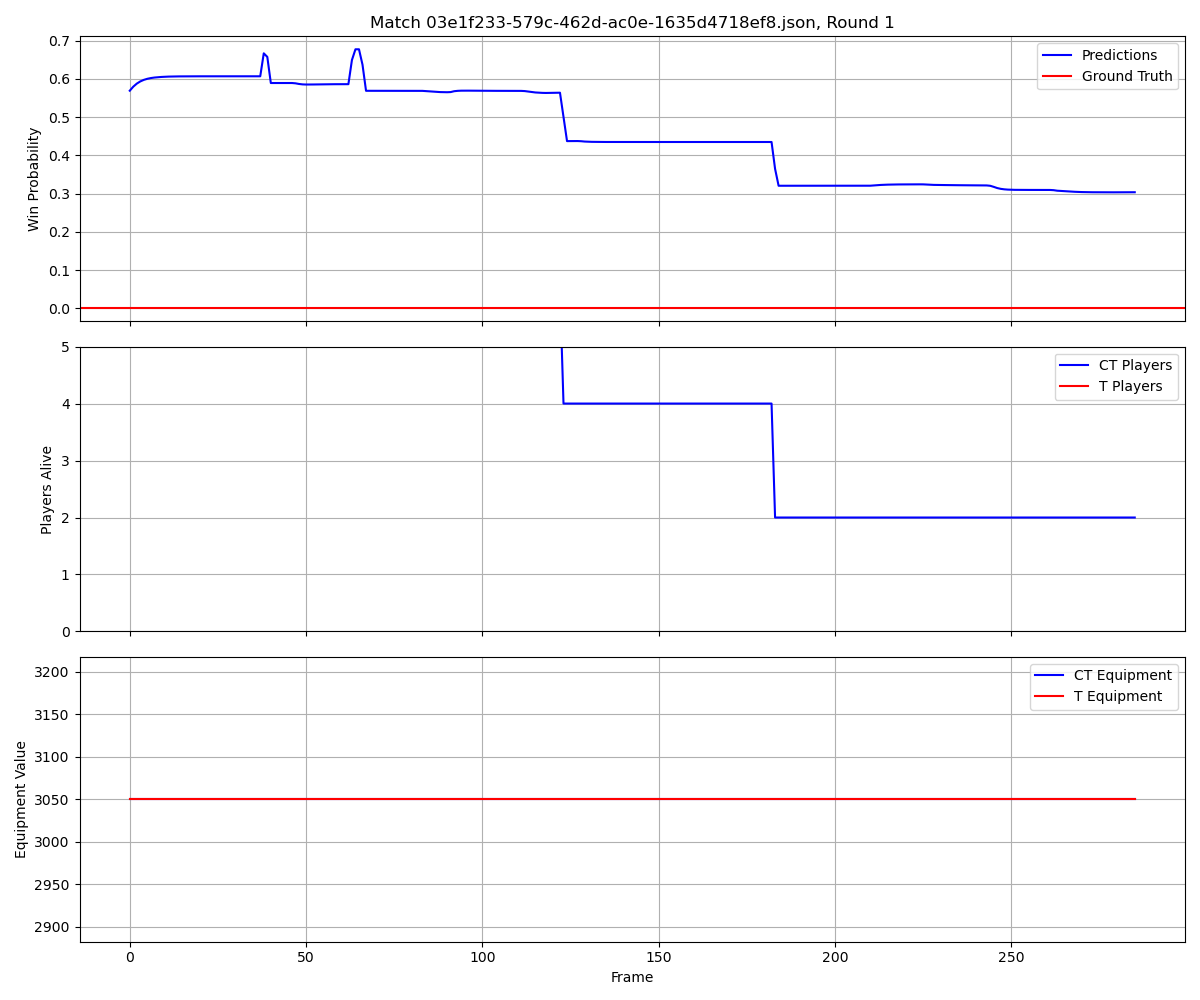 Match 03e1f233-579c-462d-ac0e-1635d4718ef8.json, Round 1
0.7
0.6
0.5
0.4
0.3
0.2
0.1
0.0
Win Probability
Predictions
Ground Truth
5
4
3
2
1
0
Players Alive
CT Players
T Players
3200
3150
3100
3050
3000
2950
2900
Equipment Value
CT Equipment
T Equipment
0 50 100 150 200 250
Frame